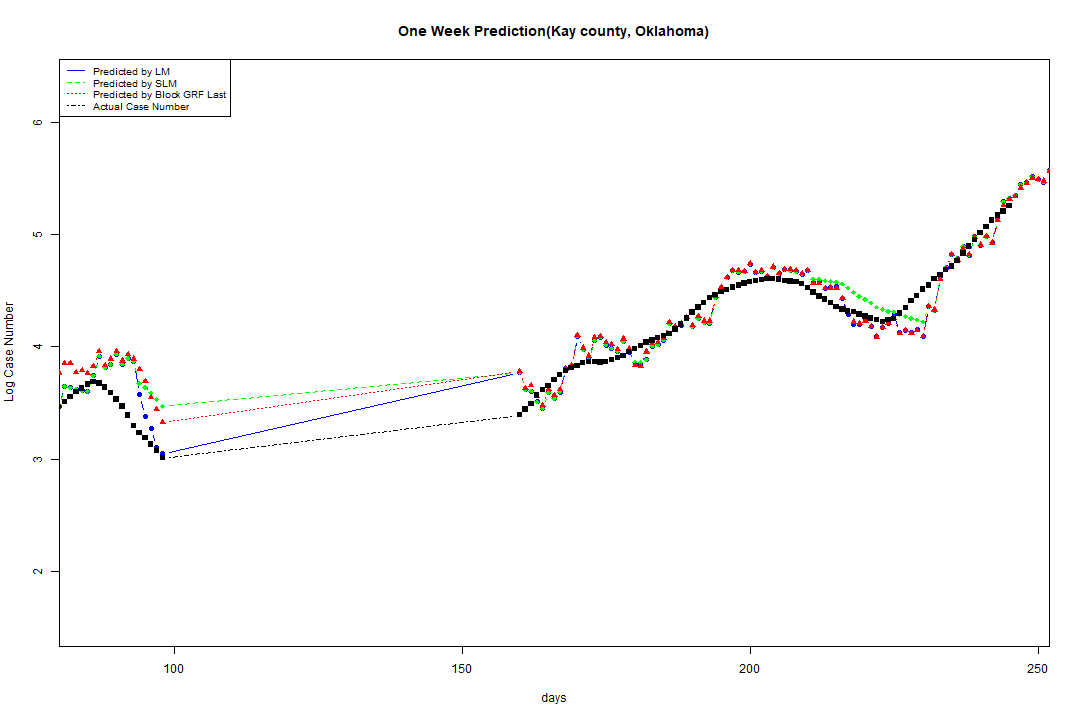 One Week Prediction(Kay county, Oklahoma)
Predicted by LM
Predicted by SLM
Predicted by Block GRF Last
Actual Case Number
Log Case Number
6
5
4
3
2
100 150 200 250
days